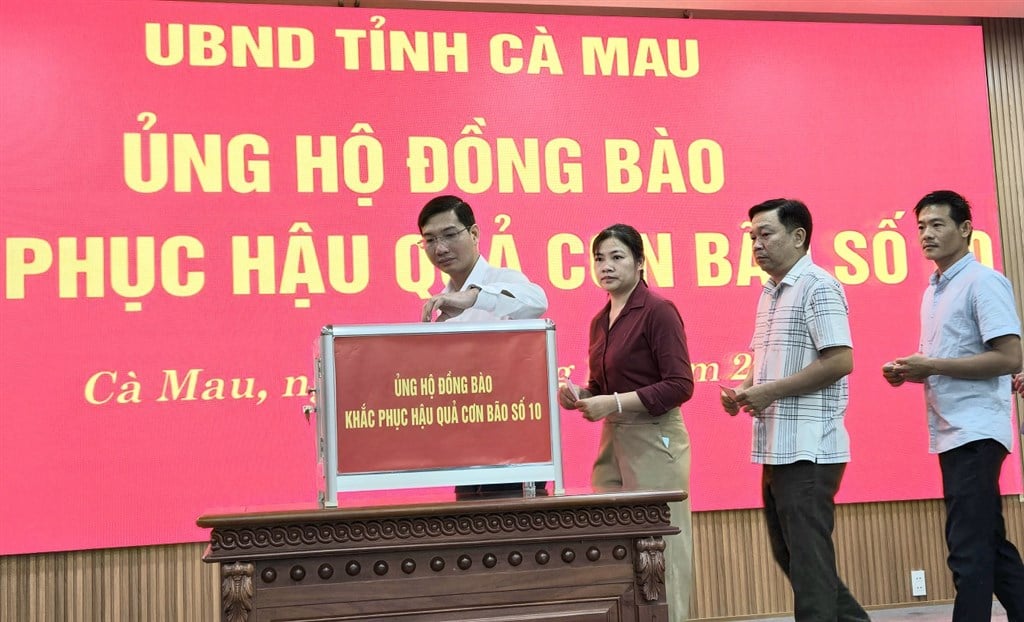 UBND TỈNH CÀ MAU
ỦNG HỘ ĐỒNG BÀO
PHỤC HẬU QUẢ CƠN BÃO SỐ 10
Cà Mau,
ỦNG HỘ ĐỒNG BÀO
KHẮC PHỤC HẬU QUẢ CƠN BÃO SỐ 10